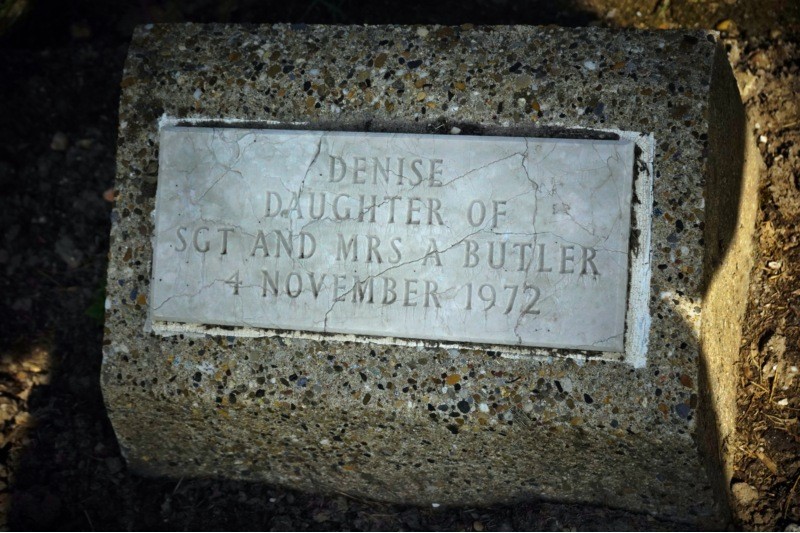 DENISE
DAUGHTER OF
SGT AND MRS A BUTLER
4 NOVEMBER 1972